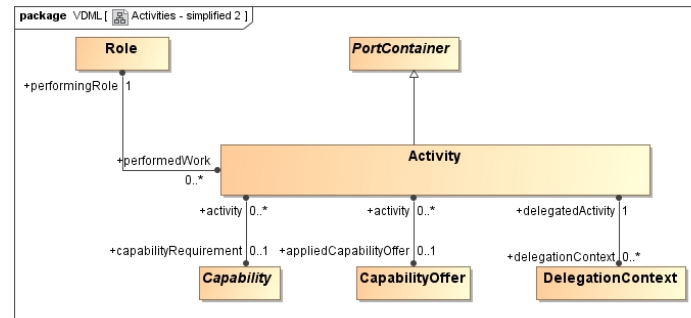 package VDML [ Activities - simplified 2 ]
Role
PortContainer
+performingRole 1
+performedWork
0..*
Activity
+activity 0..*
+activity 0..*
+delegatedActivity 1
+capabilityRequirement 0..1
+appliedCapabilityOffer 0..1
+delegationContext 0..*
Capability
CapabilityOffer
DelegationContext